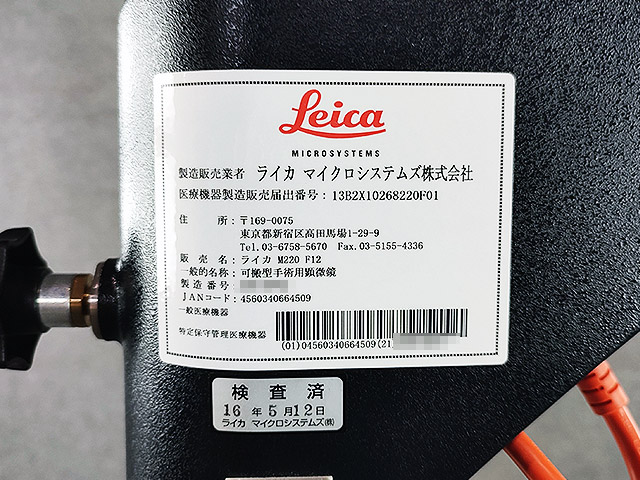 Leica
MICROSYSTEMS
製造販売業者 ライカ マイクロシステムズ株式会社
医療機器製造販売届出番号：13B2X10268220F01
住 所：〒169-0075
東京都新宿区高田馬場1-29-9
Tel.03-6758-5670 Fax.03-5155-4336
販 売 名：ライカ M220 F12
一般的名称：可搬型手術用顕微鏡
製造番号
JANコード：4560340664509
一般医療機器
特定保守管理医療機器
(01)04560340664509(21)
検査済
16年5月12日
ライカ マイクロシステムズ㈱